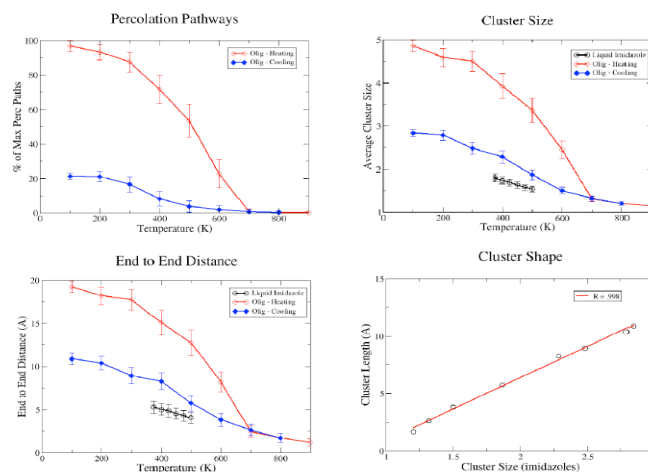 Percolation Pathways
100
80
60
40
20
0
% of Max Perc Paths
Olig - Heating
Olig - Cooling
0 200 400 600 800
Temperature (K)
Cluster Size
5
4
3
2
1
Average Cluster Size
Liquid Imidazole
Olig - Heating
Olig - Cooling
0 200 400 600 800
Temperature (K)
End to End Distance
20
15
10
5
0
End to End Distance (A)
Liquid Imidazole
Olig - Heating
Olig - Cooling
0 200 400 600 800
Temperature (K)
Cluster Shape
15
10
5
0
Cluster Length (A)
R = .998
1 1.5 2 2.5
Cluster Size (imidazoles)